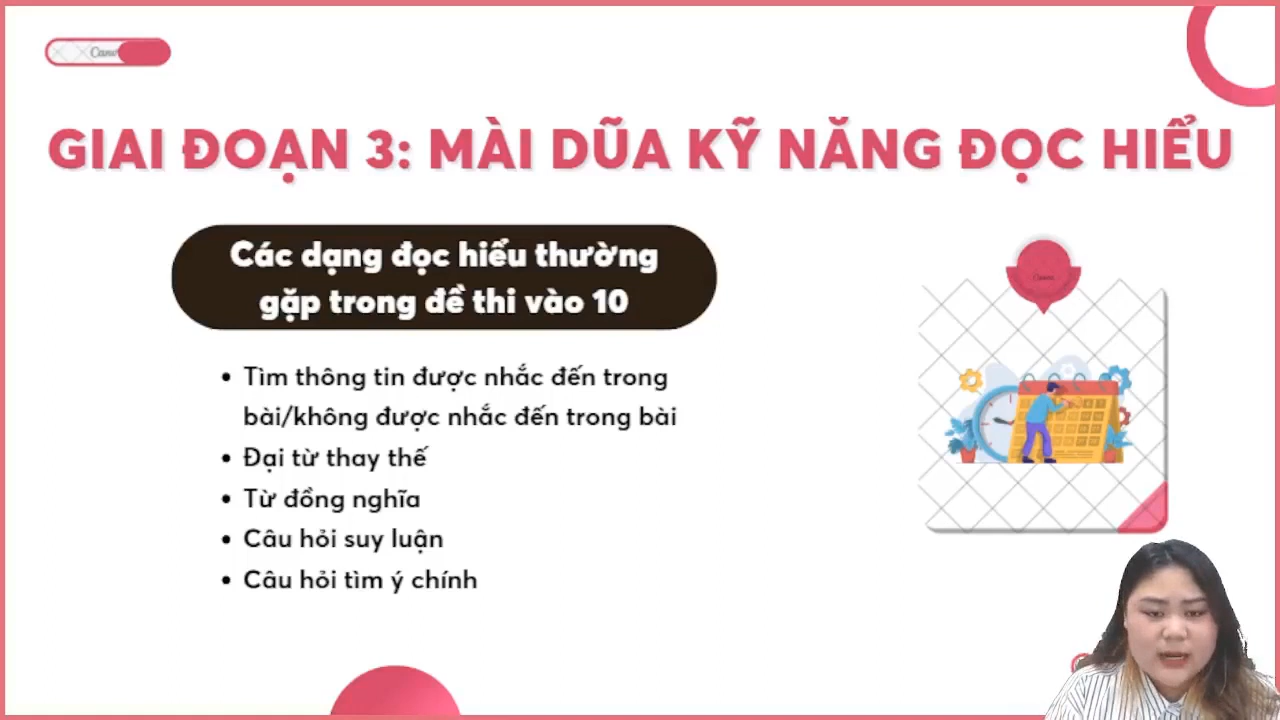 Canva
GIAI ĐOẠN 3: MÀI DŨA KỸ NĂNG ĐỌC HIỂU
Các dạng đọc hiểu thường
gặp trong đề thi vào 10
• Tìm thông tin được nhắc đến trong
bài/không được nhắc đến trong bài
• Đại từ thay thế
• Từ đồng nghĩa
• Câu hỏi suy luận
• Câu hỏi tìm ý chính